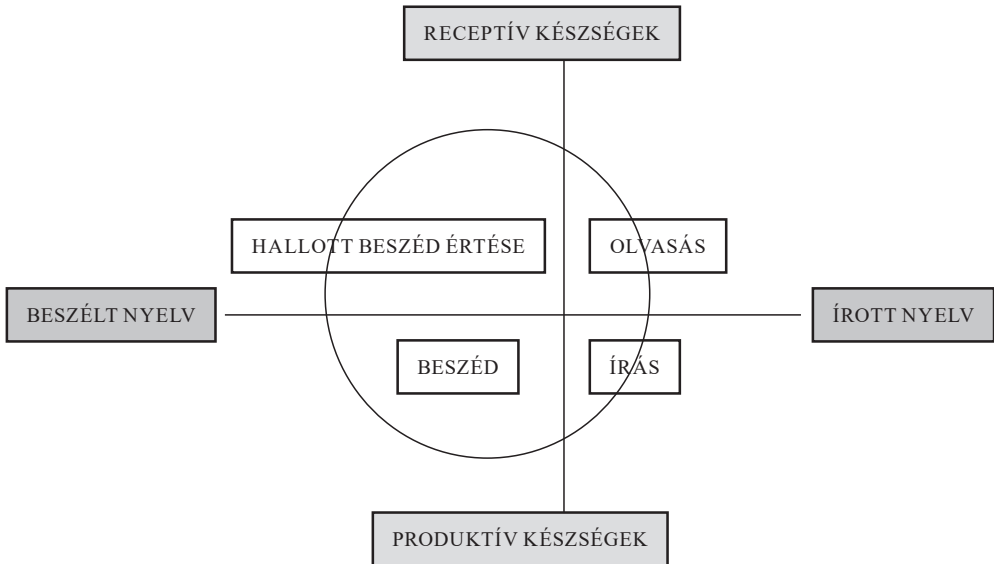 RECEPTÍV KÉSZSÉGEK
HALLOTT BESZÉD ÉRTÉSE
OLVASÁS
BESZÉLT NYELV
ÍROTT NYELV
BESZÉD
ÍRÁS
PRODUKTÍV KÉSZSÉGEK